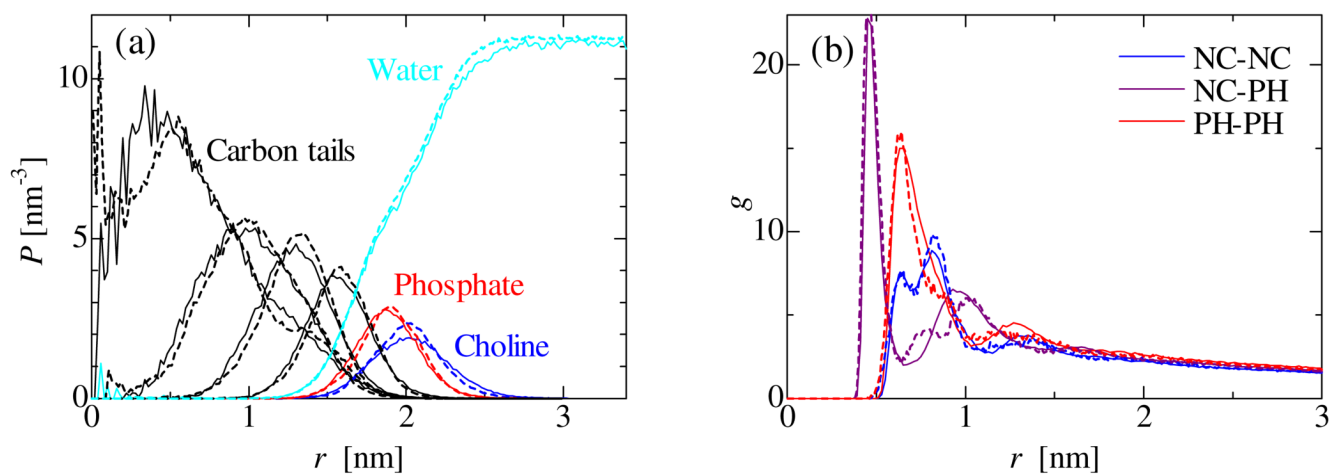 (a)
Water
Carbon tails
Phosphate
Choline
P [nm-3]
10
5
0
0 1 2 3
r [nm]
(b)
NC-NC
NC-PH
PH-PH
g
20
10
0
0 1 2 3
r [nm]